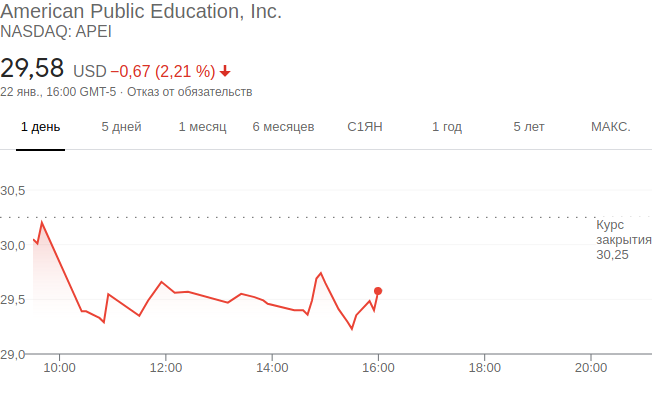 American Public Education, Inc.
NASDAQ: APEI
29,58 USD −0,67 (2,21 %)
22 янв., 16:00 GMT-5 · Отказ от обязательств
1 день 5 дней 1 месяц 6 месяцев С1ЯН 1 год 5 лет МАКС.
30,5
Курс
закрытия
30,25
30,0
29,5
29,0
10:00 12:00 14:00 16:00 18:00 20:00